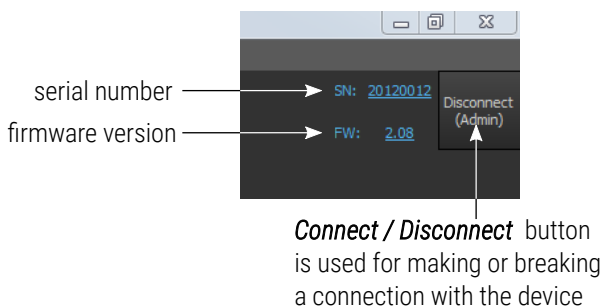 serial number
SN: 20120012
Disconnect
(Admin)
firmware version
FW: 2.08
Connect / Disconnect button
is used for making or breaking
a connection with the device